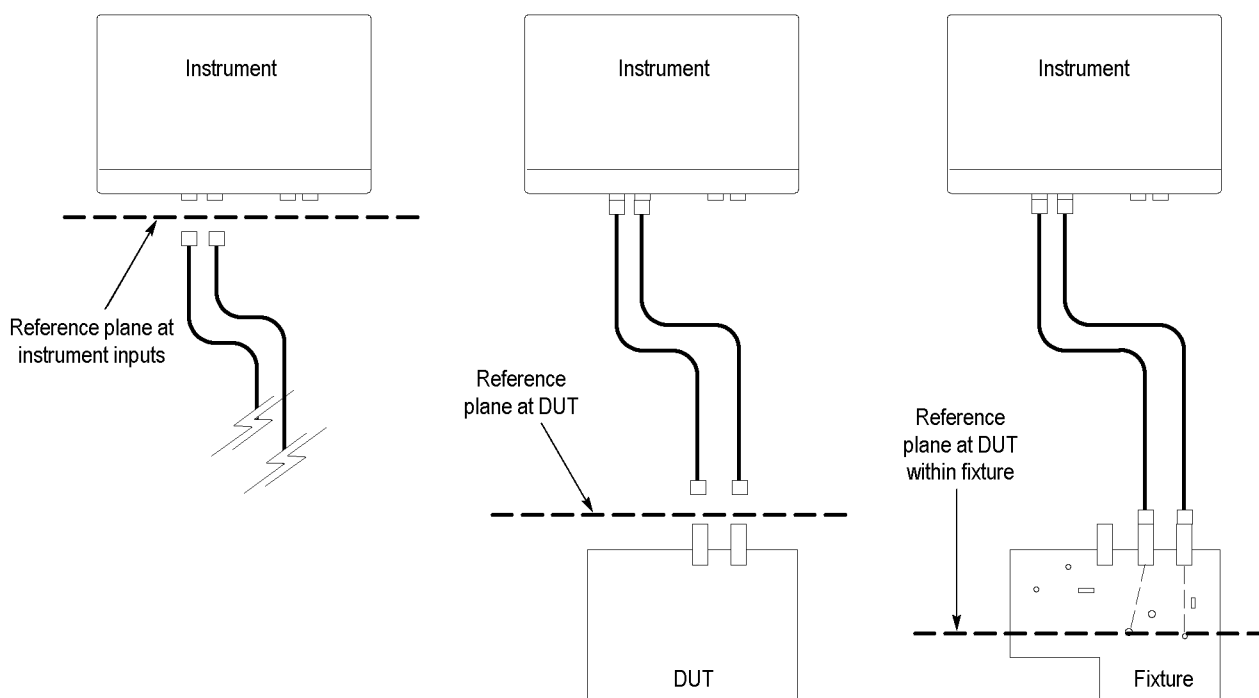 Instrument
Reference plane at
instrument inputs
Instrument
Reference
plane at DUT
DUT
Instrument
Reference
plane at DUT
within fixture
Fixture